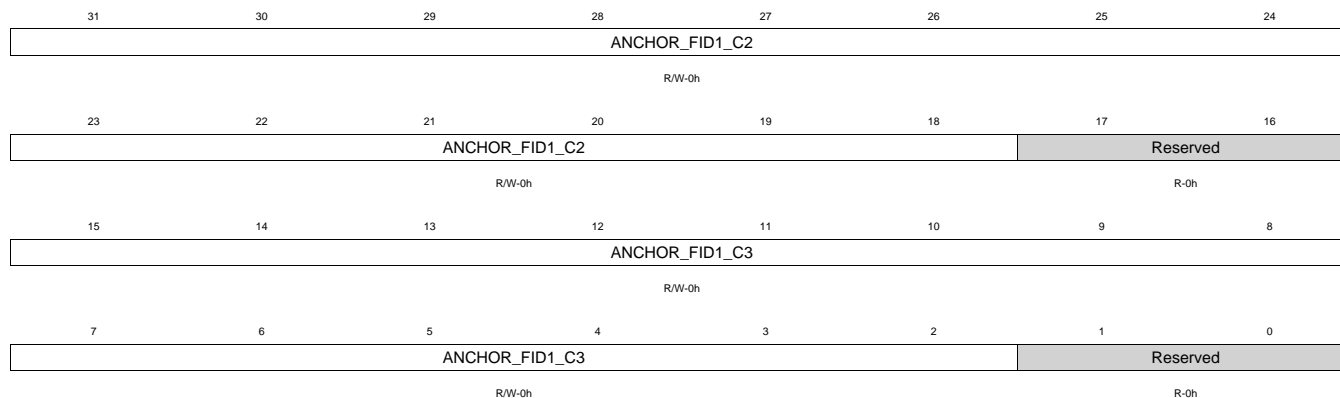 31 30 29 28 27 26 25 24
ANCHOR_FID1_C2
R/W-0h
23 22 21 20 19 18 17 16
ANCHOR_FID1_C2 Reserved
R/W-0h R-0h
15 14 13 12 11 10 9 8
ANCHOR_FID1_C3
R/W-0h
7 6 5 4 3 2 1 0
ANCHOR_FID1_C3 Reserved
R/W-0h R-0h